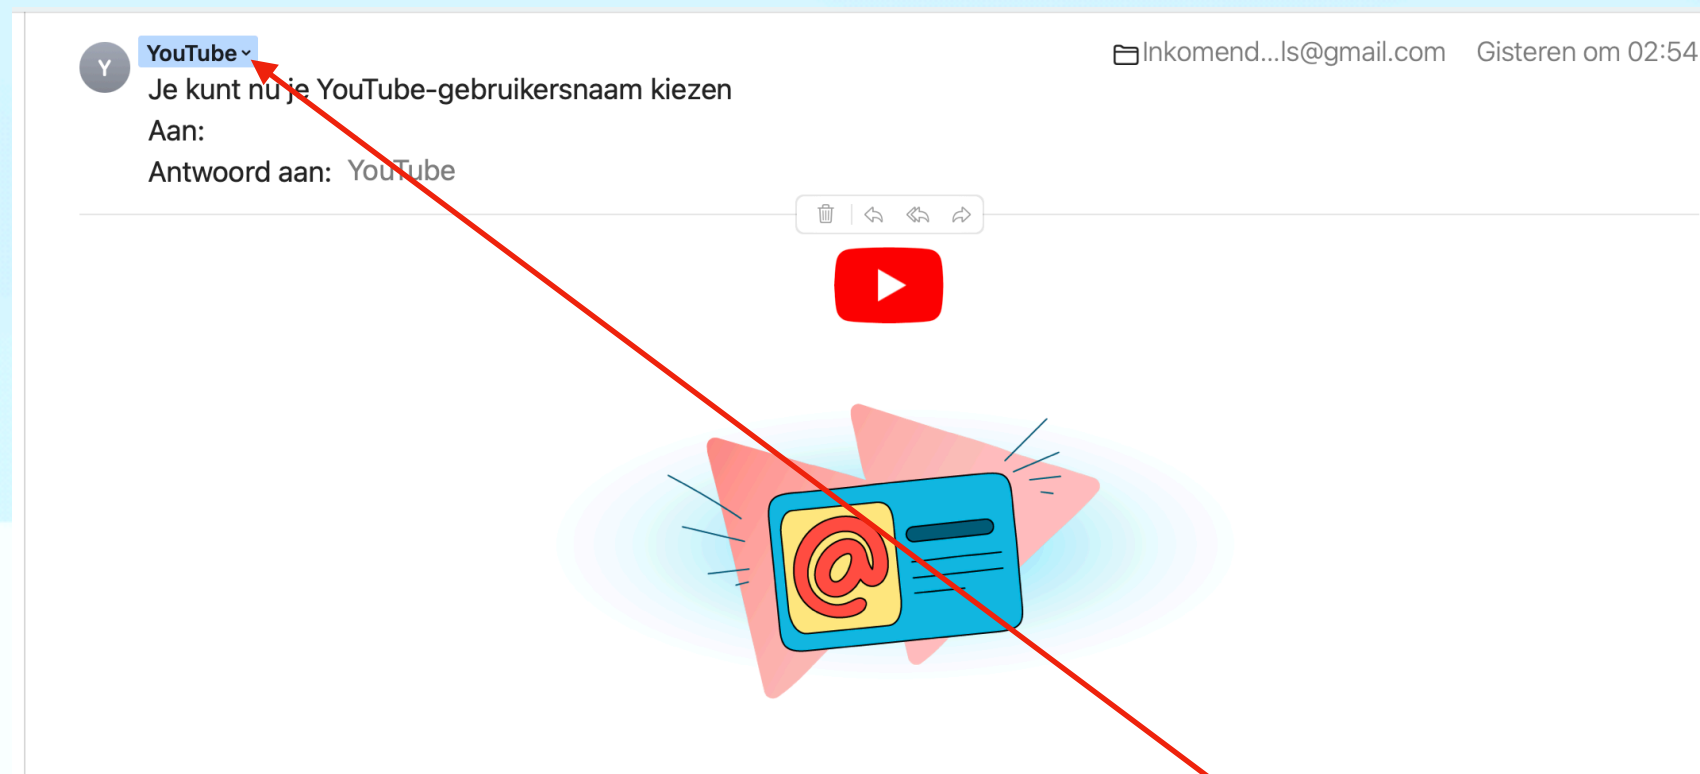 Y
YouTube
Inkomend...ls@gmail.com Gisteren om 02:54
Je kunt nu je YouTube-gebruikersnaam kiezen
Aan:
Antwoord aan: YouTube
@